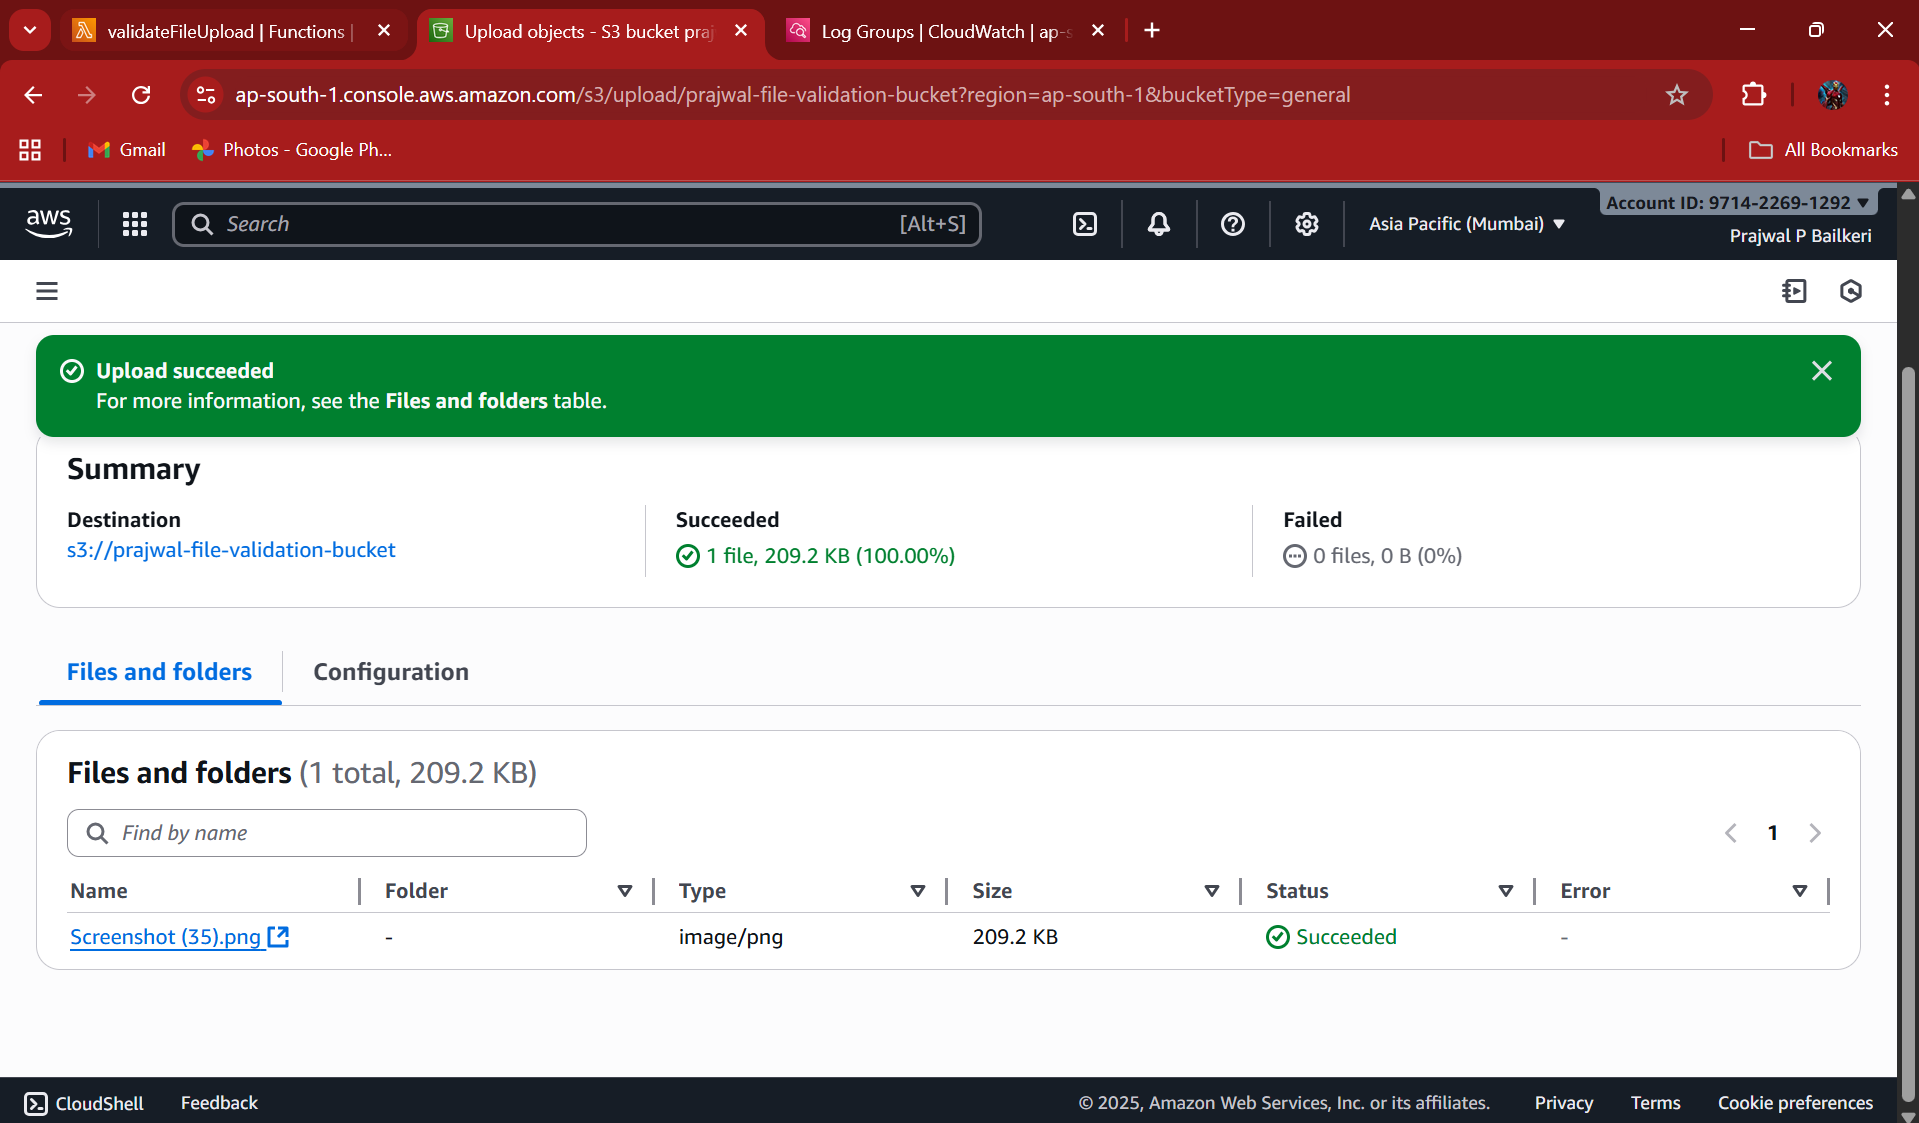 validateFileUpload | Functions |
Upload objects - S3 bucket praj
Log Groups | CloudWatch | ap-s
ap-south-1.console.aws.amazon.com/s3/upload/prajwal-file-validation-bucket?region=ap-south-1&bucketType=general
Gmail
Photos - Google Ph...
All Bookmarks
aws
Search
[Alt+S]
Asia Pacific (Mumbai)
Account ID: 9714-2269-1292
Prajwal P Bailkeri
Upload succeeded
For more information, see the Files and folders table.
Summary
Destination
s3://prajwal-file-validation-bucket
Succeeded
1 file, 209.2 KB (100.00%)
Failed
0 files, 0 B (0%)
Files and folders
Configuration
Files and folders (1 total, 209.2 KB)
Find by name
1
Name Folder Type Size Status Error
Screenshot (35).png - image/png 209.2 KB Succeeded -
CloudShell
Feedback
© 2025, Amazon Web Services, Inc. or its affiliates.
Privacy
Terms
Cookie preferences